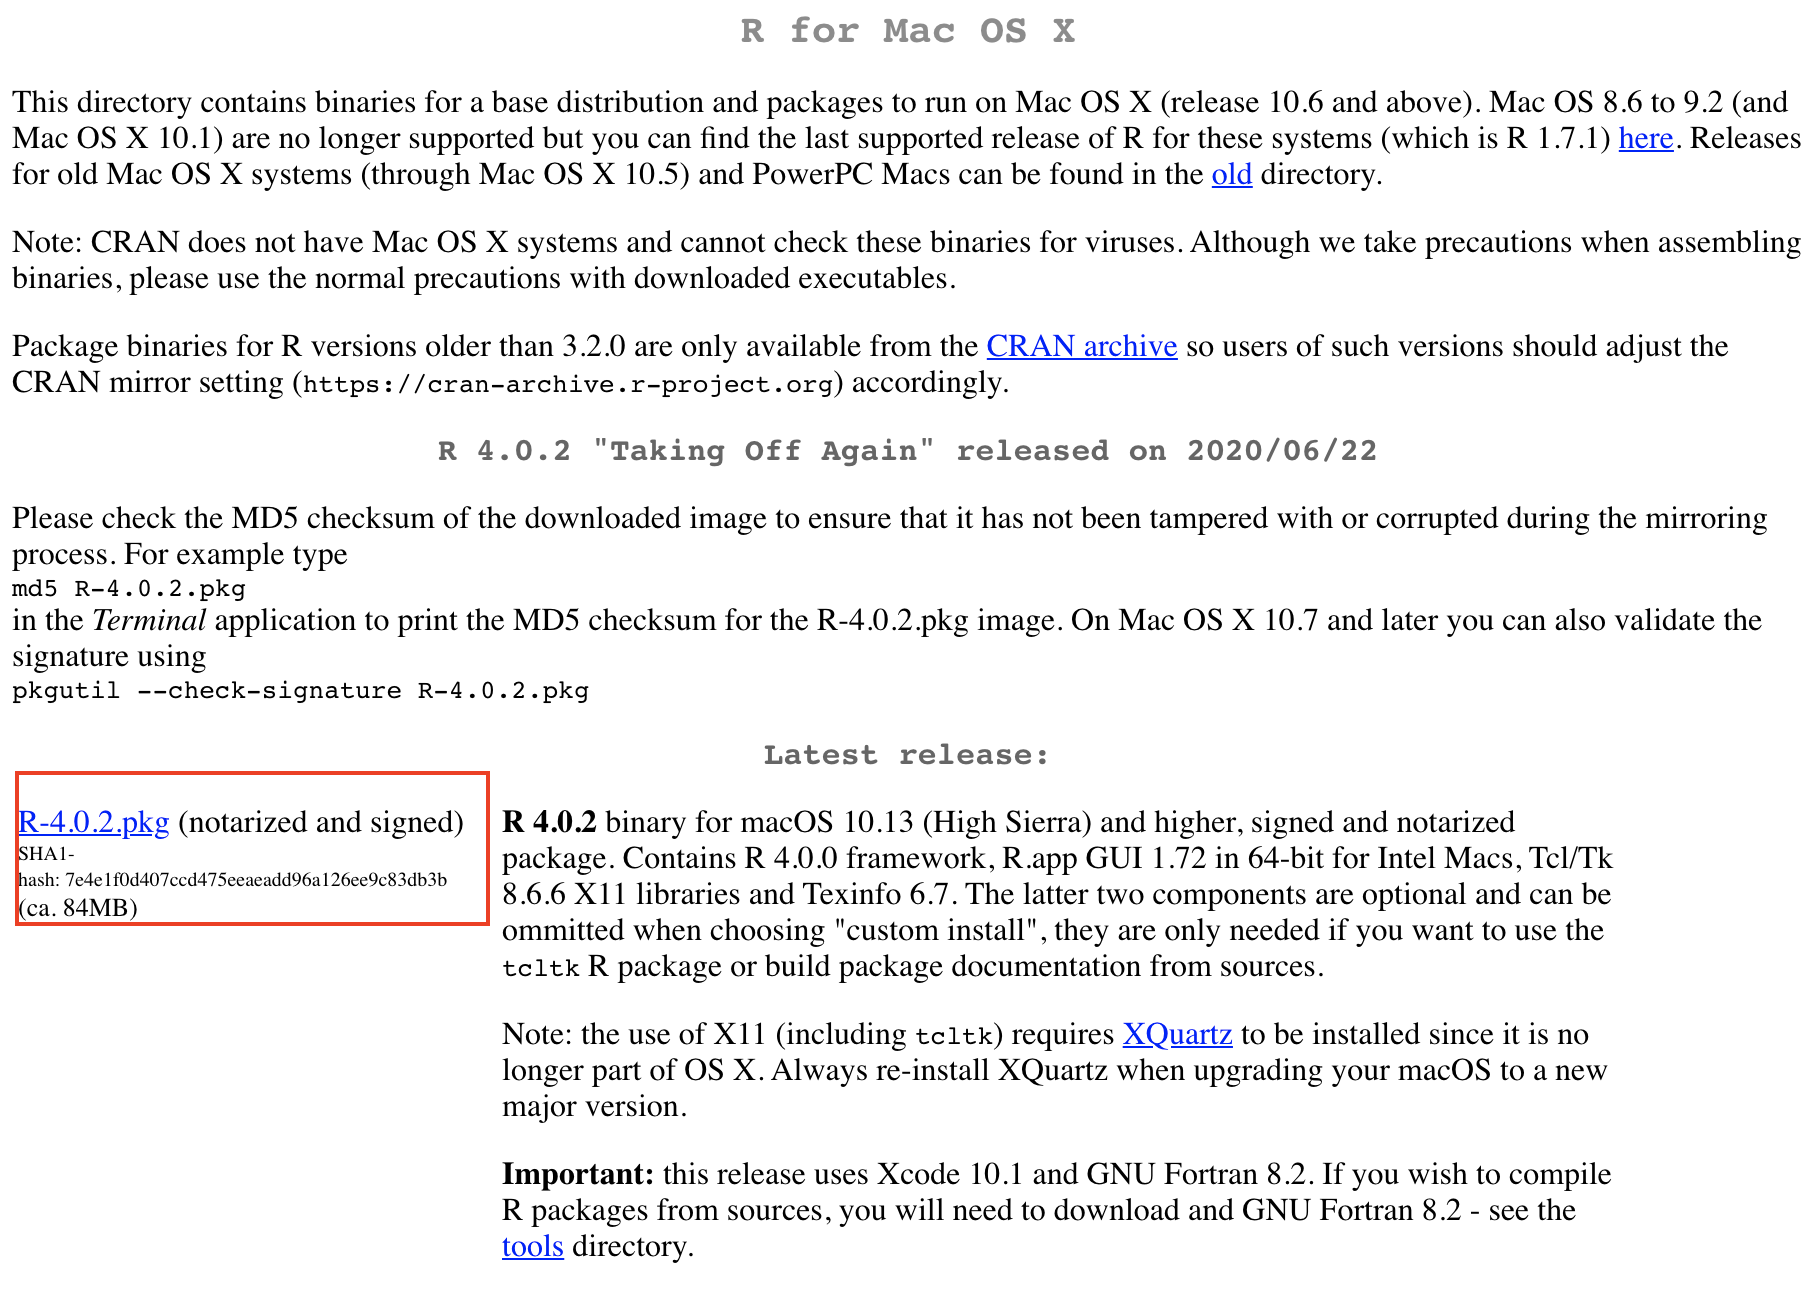 R for Mac OS X
This directory contains binaries for a base distribution and packages to run on Mac OS X (release 10.6 and above). Mac OS 8.6 to 9.2 (and
Mac OS X 10.1) are no longer supported but you can find the last supported release of R for these systems (which is R 1.7.1) here. Releases
for old Mac OS X systems (through Mac OS X 10.5) and PowerPC Macs can be found in the old directory.
Note: CRAN does not have Mac OS X systems and cannot check these binaries for viruses. Although we take precautions when assembling
binaries, please use the normal precautions with downloaded executables.
Package binaries for R versions older than 3.2.0 are only available from the CRAN archive so users of such versions should adjust the
CRAN mirror setting (https://cran-archive.r-project.org) accordingly.
R 4.0.2 "Taking Off Again" released on 2020/06/22
Please check the MD5 checksum of the downloaded image to ensure that it has not been tampered with or corrupted during the mirroring
process. For example type
md5 R-4.0.2.pkg
in the Terminal application to print the MD5 checksum for the R-4.0.2.pkg image. On Mac OS X 10.7 and later you can also validate the
signature using
pkgutil --check-signature R-4.0.2.pkg
Latest release:
R-4.0.2.pkg (notarized and signed)
SHA1-
hash: 7e4e1f0d407ccd475eeaeadd96a126ee9c83db3b
(ca. 84MB)
R 4.0.2 binary for macOS 10.13 (High Sierra) and higher, signed and notarized
package. Contains R 4.0.0 framework, R.app GUI 1.72 in 64-bit for Intel Macs, Tcl/Tk
8.6.6 X11 libraries and Texinfo 6.7. The latter two components are optional and can be
ommitted when choosing "custom install", they are only needed if you want to use the
tcltk R package or build package documentation from sources.
Note: the use of X11 (including tcltk) requires XQuartz to be installed since it is no
longer part of OS X. Always re-install XQuartz when upgrading your macOS to a new
major version.
Important: this release uses Xcode 10.1 and GNU Fortran 8.2. If you wish to compile
R packages from sources, you will need to download and GNU Fortran 8.2 - see the
tools directory.